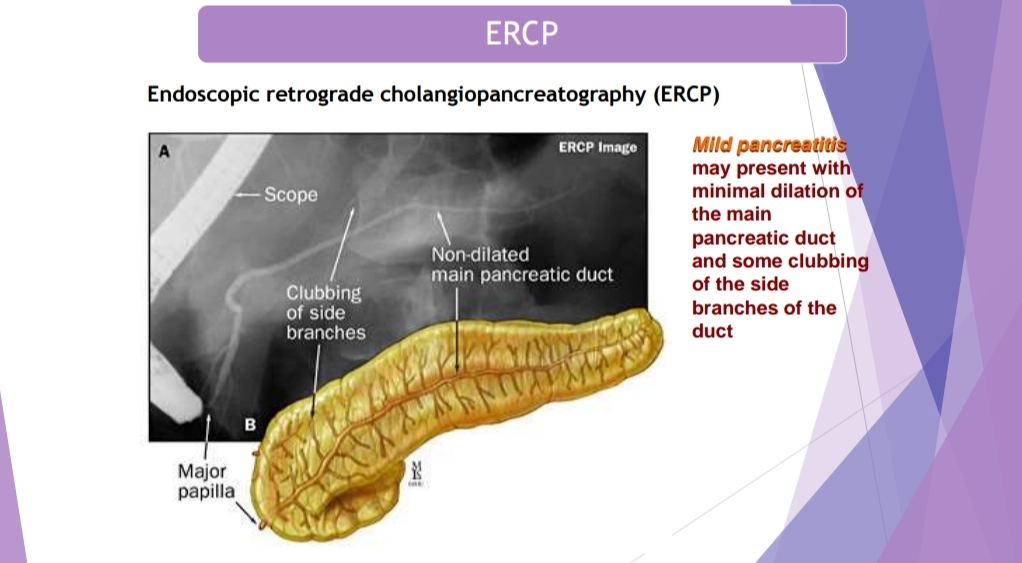 ERCP
Endoscopic retrograde cholangiopancreatography (ERCP)
A
ERCP Image
Scope
Non-dilated
main pancreatic duct
Clubbing
of side
branches
B
Major
papilla
Mild pancreatitis
may present with
minimal dilation of
the main
pancreatic duct
and some clubbing
of the side
branches of the
duct